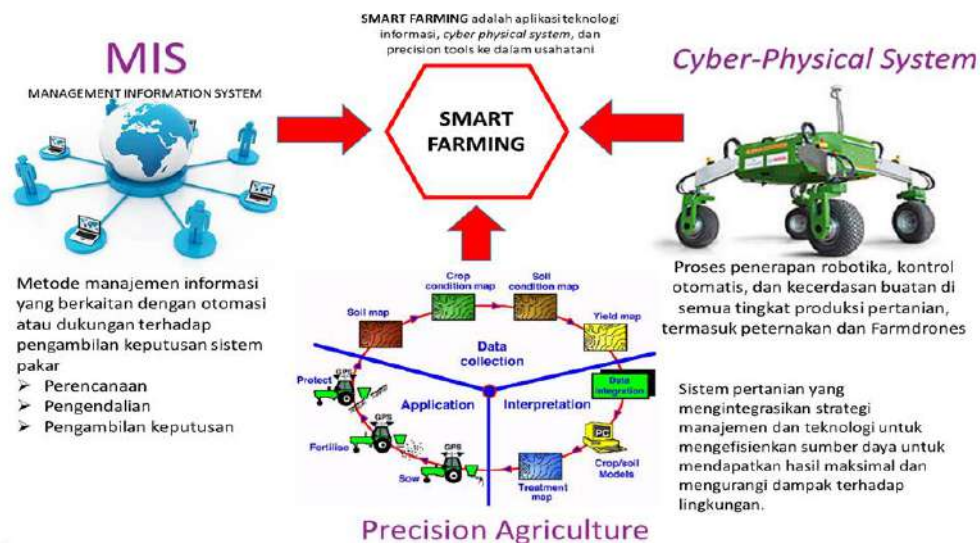 SMART FARMING adalah aplikasi teknologi
informasi, cyber physical system, dan
precision tools ke dalam usahatani
MIS
MANAGEMENT INFORMATION SYSTEM
SMART
FARMING
Cyber-Physical System
Metode manajemen informasi
yang berkaitan dengan otomasi
atau dukungan terhadap
pengambilan keputusan sistem
pakar
➢ Perencanaan
➢ Pengendalian
➢ Pengambilan keputusan
Proses penerapan robotika, kontrol
otomatis, dan kecerdasan buatan di
semua tingkat produksi pertanian,
termasuk peternakan dan Farmdrones
Soil map
Crop
condition map
Soil
condition map
Yield map
Data
collection
Data
integration
Protect
GPS
Application
Interpretation
Fertilise
GPS
Sow
GPS
PC
Crop/soil
Models
Treatment
map
Sistem pertanian yang
mengintegrasikan strategi
manajemen dan teknologi untuk
mengefisienkan sumber daya untuk
mendapatkan hasil maksimal dan
mengurangi dampak terhadap
lingkungan.
Precision Agriculture